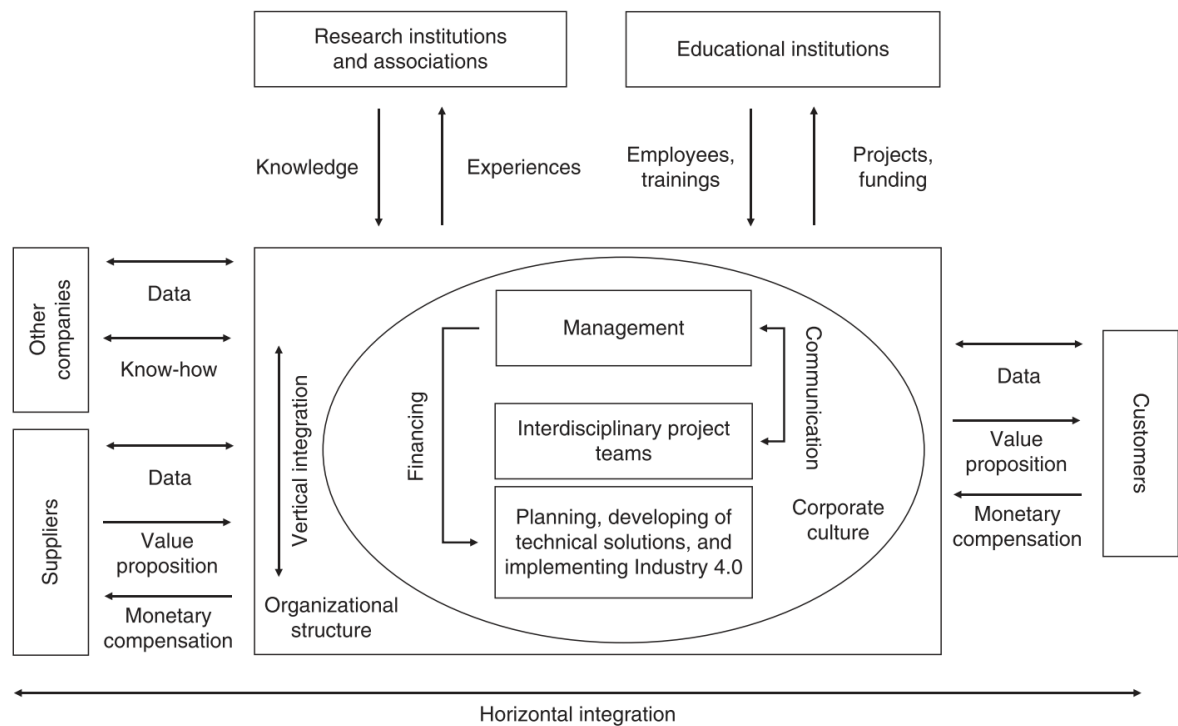 Research institutions
and associations
Educational institutions
Knowledge
Experiences
Employees,
trainings
Projects,
funding
Other
companies
Data
Know-how
Suppliers
Data
Value
proposition
Monetary
compensation
Vertical integration
Organizational
structure
Financing
Management
Communication
Interdisciplinary project
teams
Planning, developing of
technical solutions, and
implementing Industry 4.0
Corporate
culture
Data
Value
proposition
Monetary
compensation
Customers
Horizontal integration